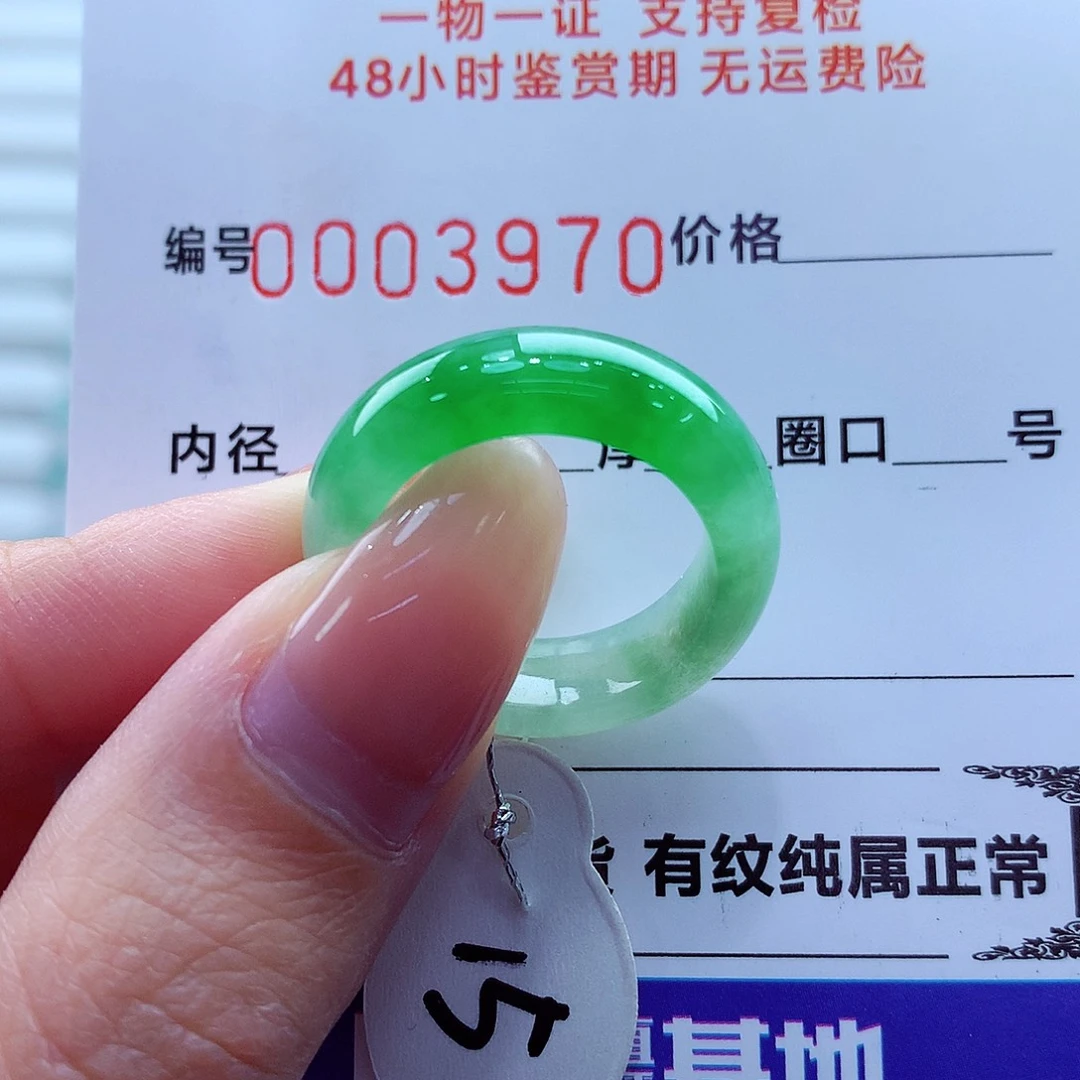 一物一证 支持复检
48小时鉴赏期 无运费险
编号0003970价格
内径 厚 圈口 号
有纹纯属正常
15
基地